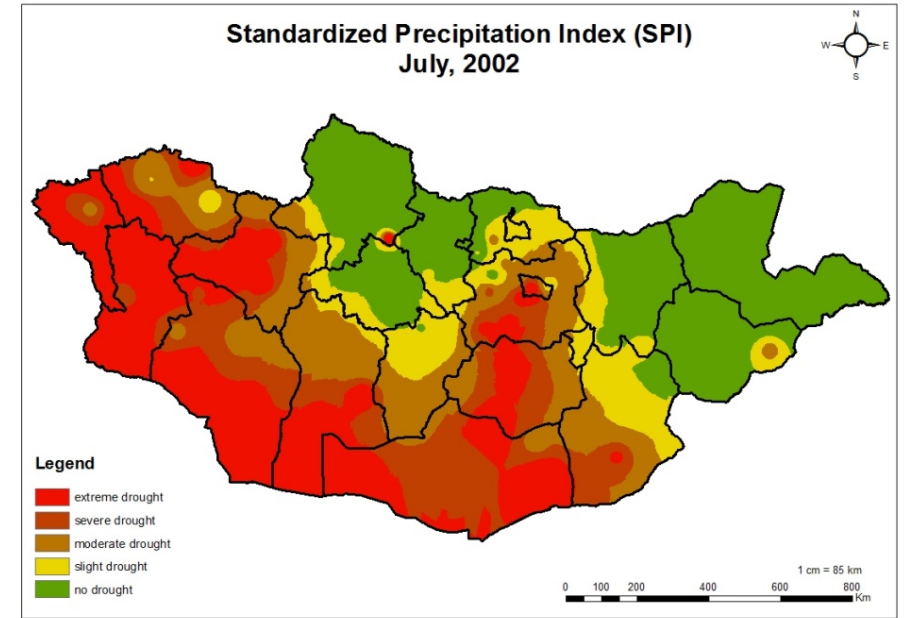 Standardized Precipitation Index (SPI)
July, 2002
N
W E
S
Legend
extreme drought
severe drought
moderate drought
slight drought
no drought
1 cm = 85 km
0 100 200 400 600 800
Km